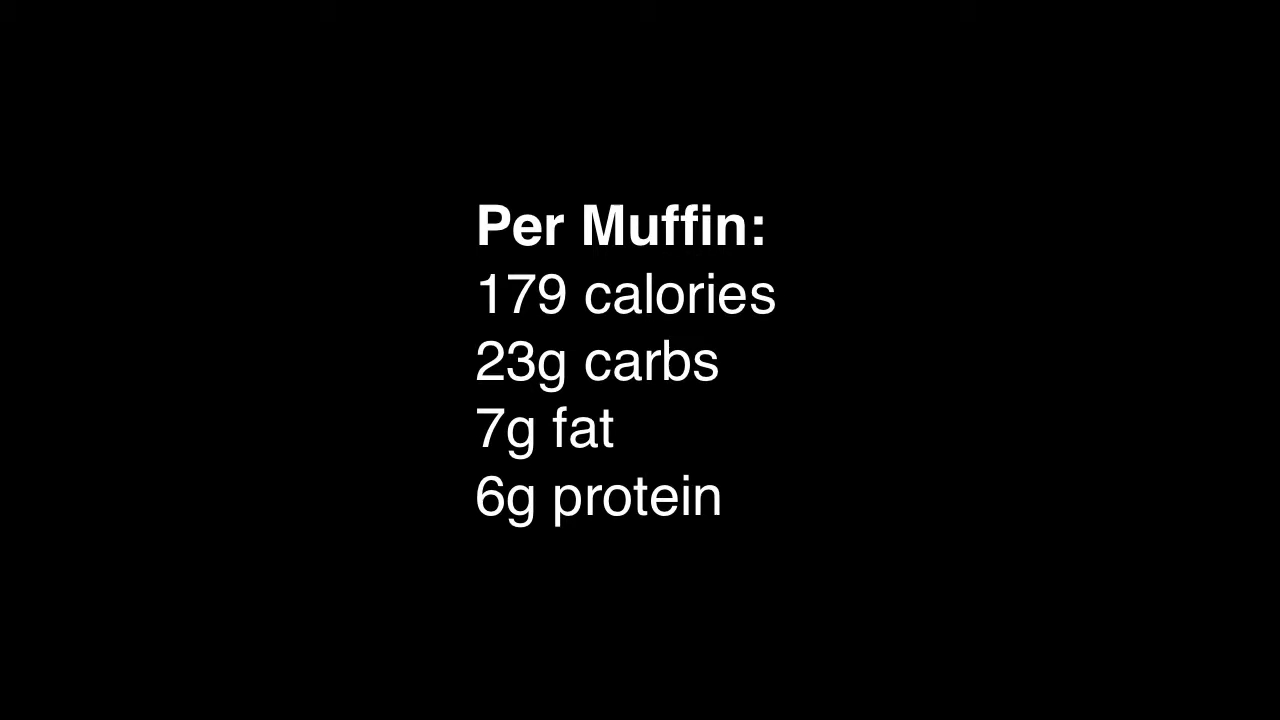 Per Muffin:
179 calories
23g carbs
7g fat
6g protein